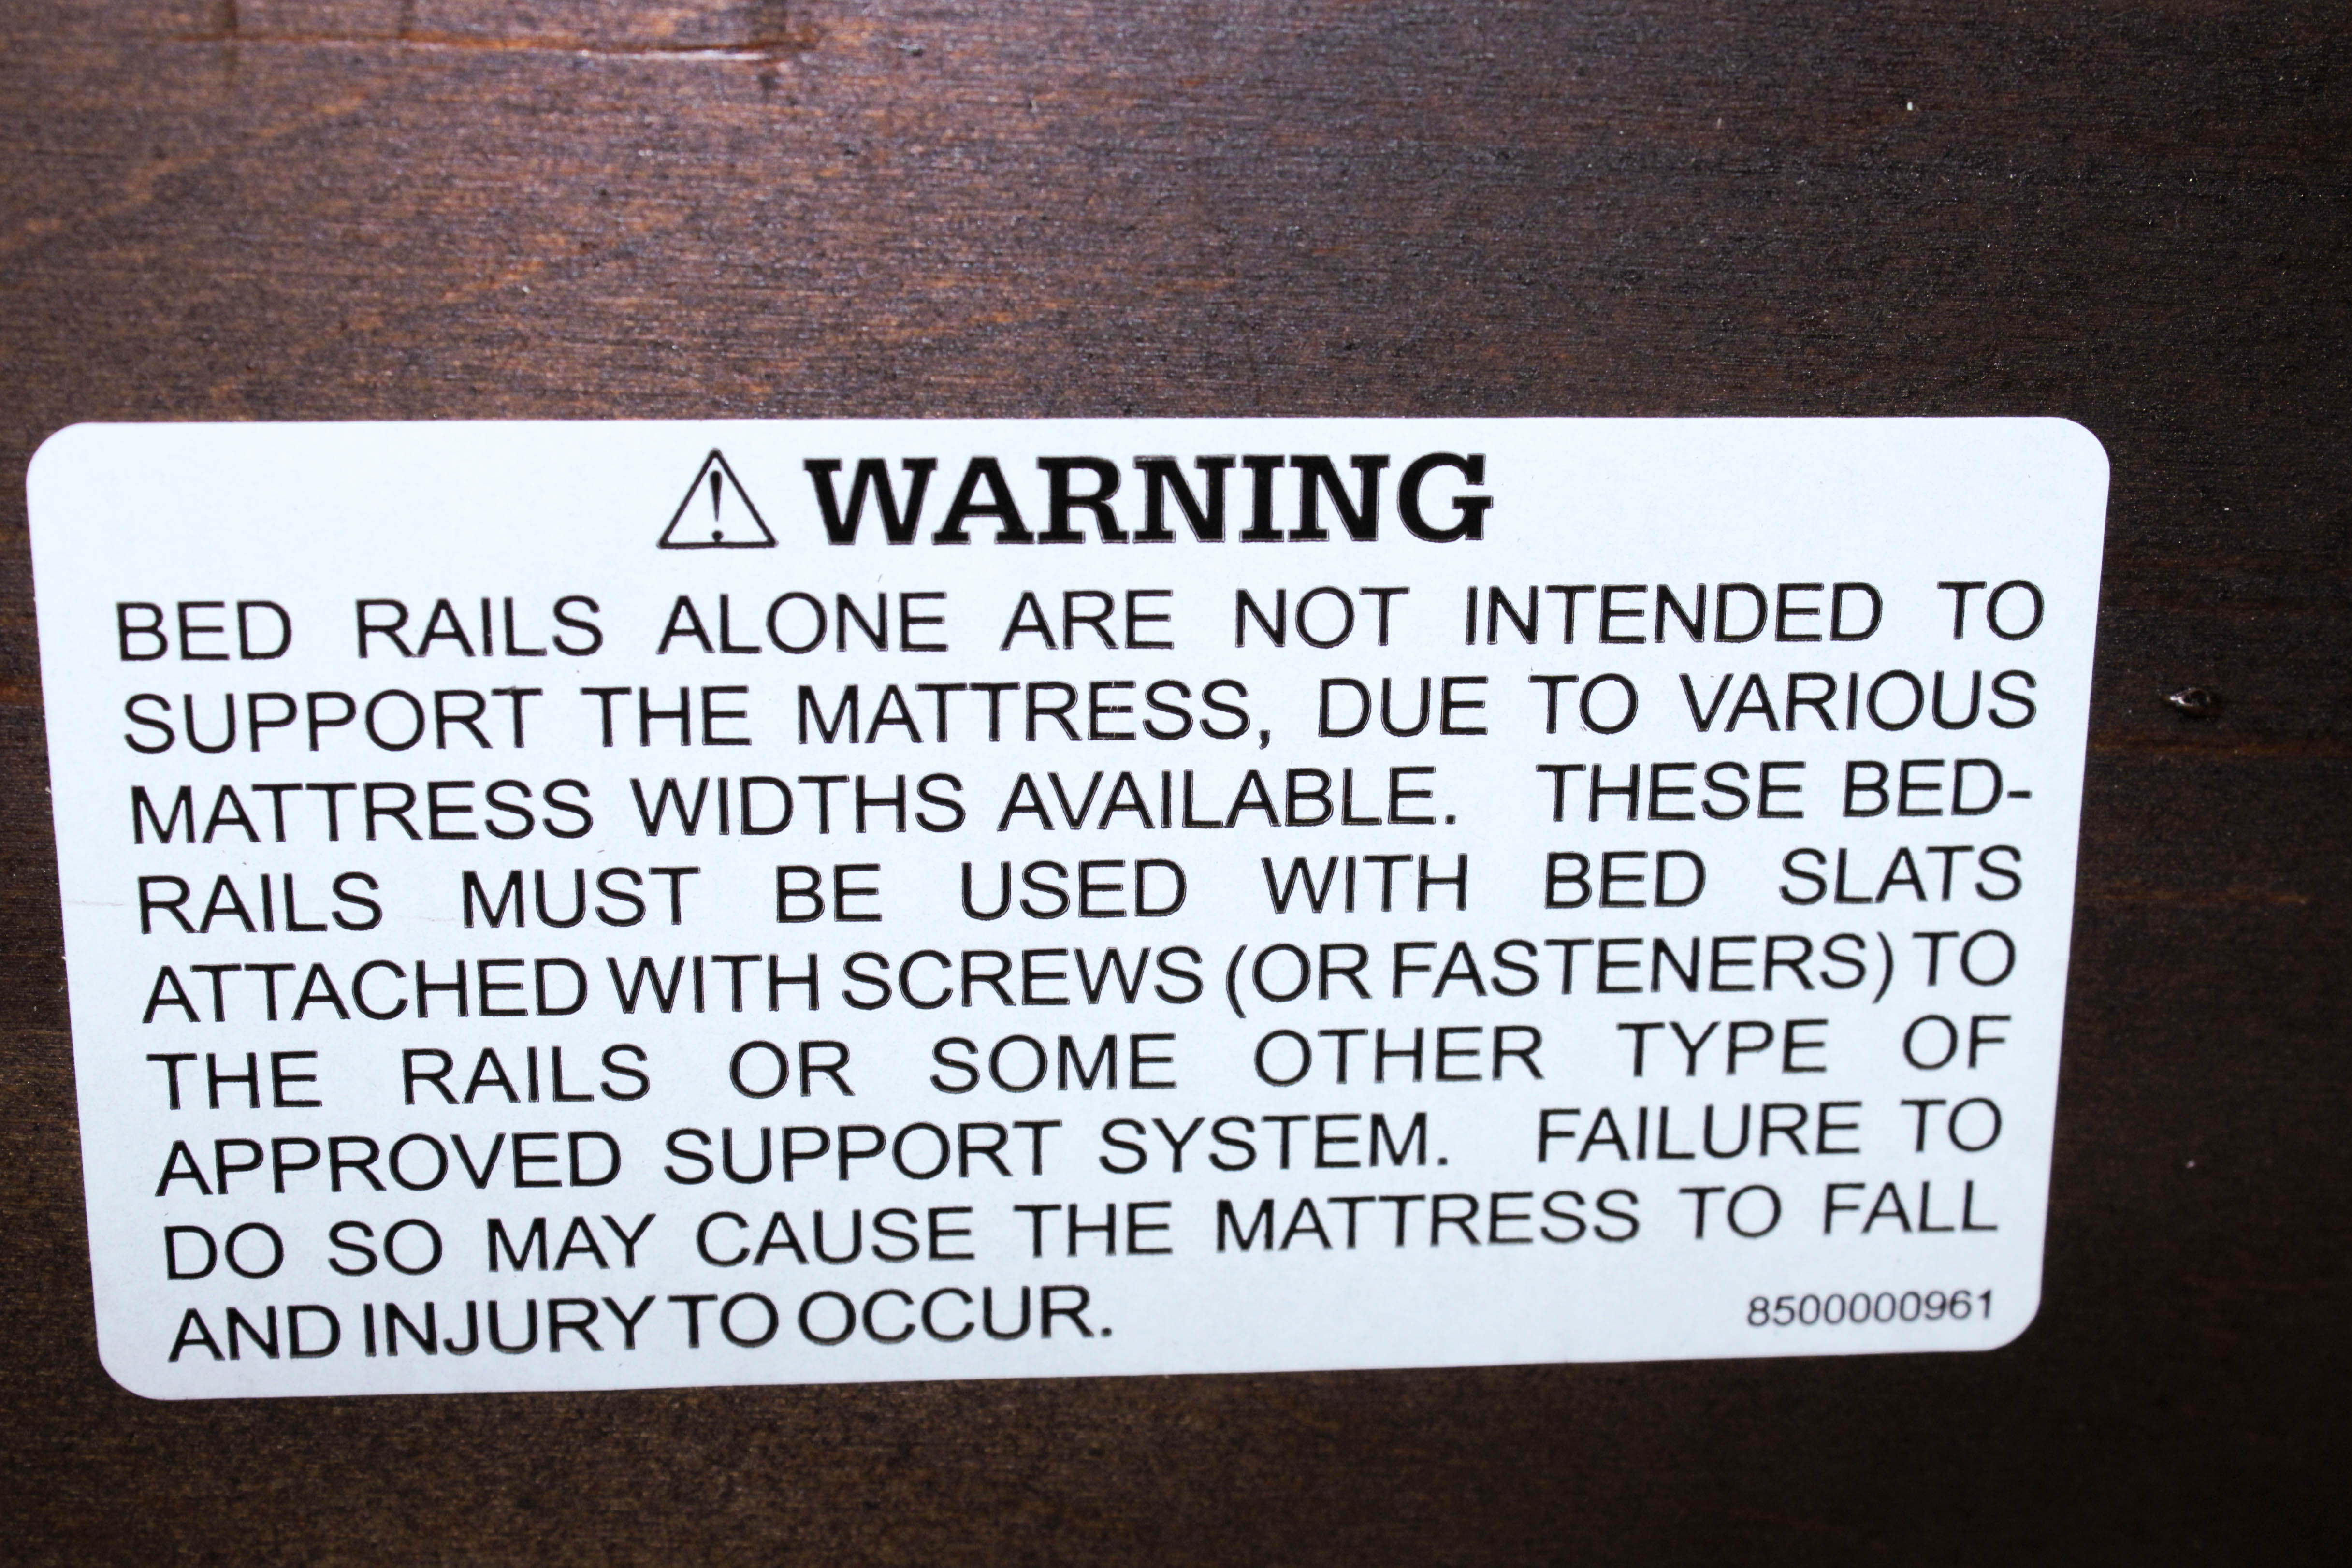 ⚠ WARNING
BED RAILS ALONE ARE NOT INTENDED TO
SUPPORT THE MATTRESS, DUE TO VARIOUS
MATTRESS WIDTHS AVAILABLE. THESE BED-
RAILS MUST BE USED WITH BED SLATS
ATTACHED WITH SCREWS (OR FASTENERS) TO
THE RAILS OR SOME OTHER TYPE OF
APPROVED SUPPORT SYSTEM. FAILURE TO
DO SO MAY CAUSE THE MATTRESS TO FALL
AND INJURY TO OCCUR. 8500000961